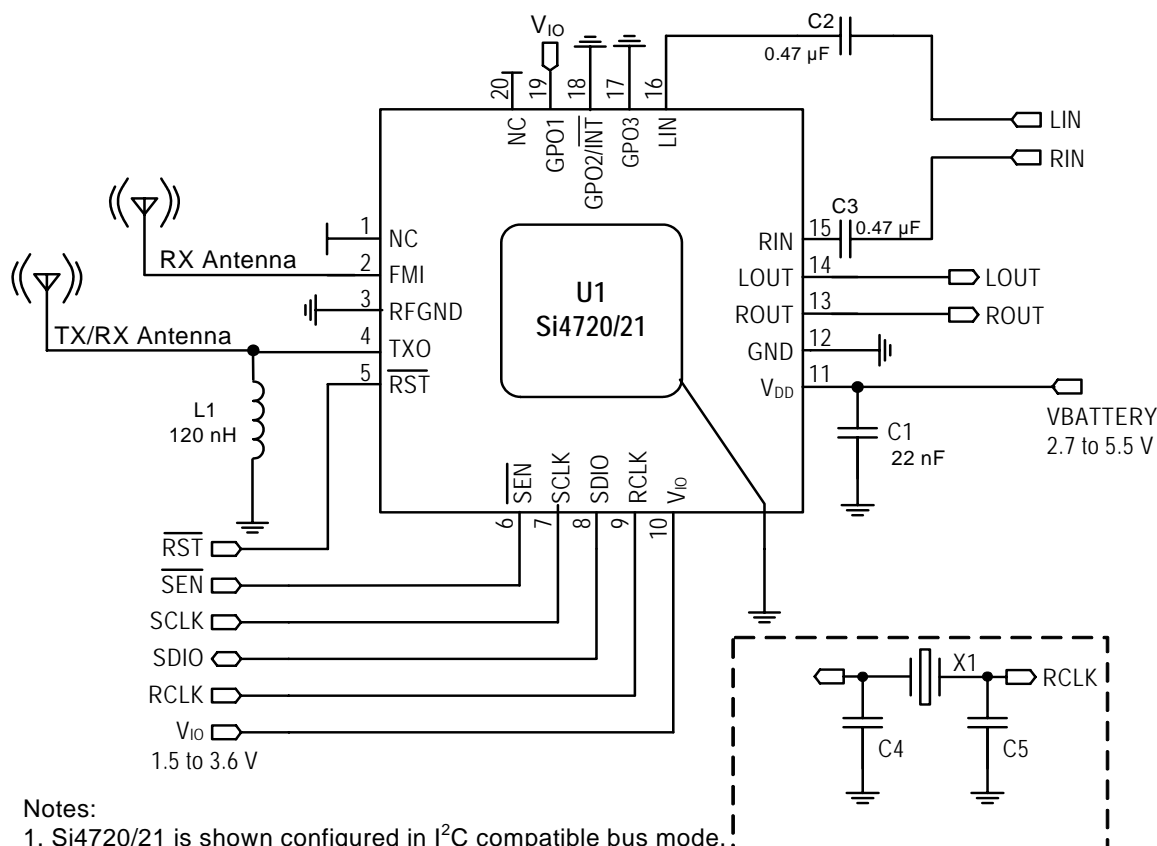 V_IO
C2
0.47 µF
20
19
18
17
16
NC
GPO1
GPO2/INT
GPO3
LIN
LIN
RIN
C3
0.47 µF
1
NC
RX Antenna
2
FMI
3
RFGND
TX/RX Antenna
4
TXO
5
RST
U1
Si4720/21
RIN
15
LOUT
14
LOUT
ROUT
13
ROUT
GND
12
V_DD
11
VBATTERY
2.7 to 5.5 V
C1
22 nF
L1
120 nH
SEN
SCLK
SDIO
RCLK
V_IO
6
7
8
9
10
RST
SEN
SCLK
SDIO
RCLK
V_IO
1.5 to 3.6 V
X1
RCLK
C4
C5
Notes:
1. Si4720/21 is shown configured in I²C compatible bus mode.